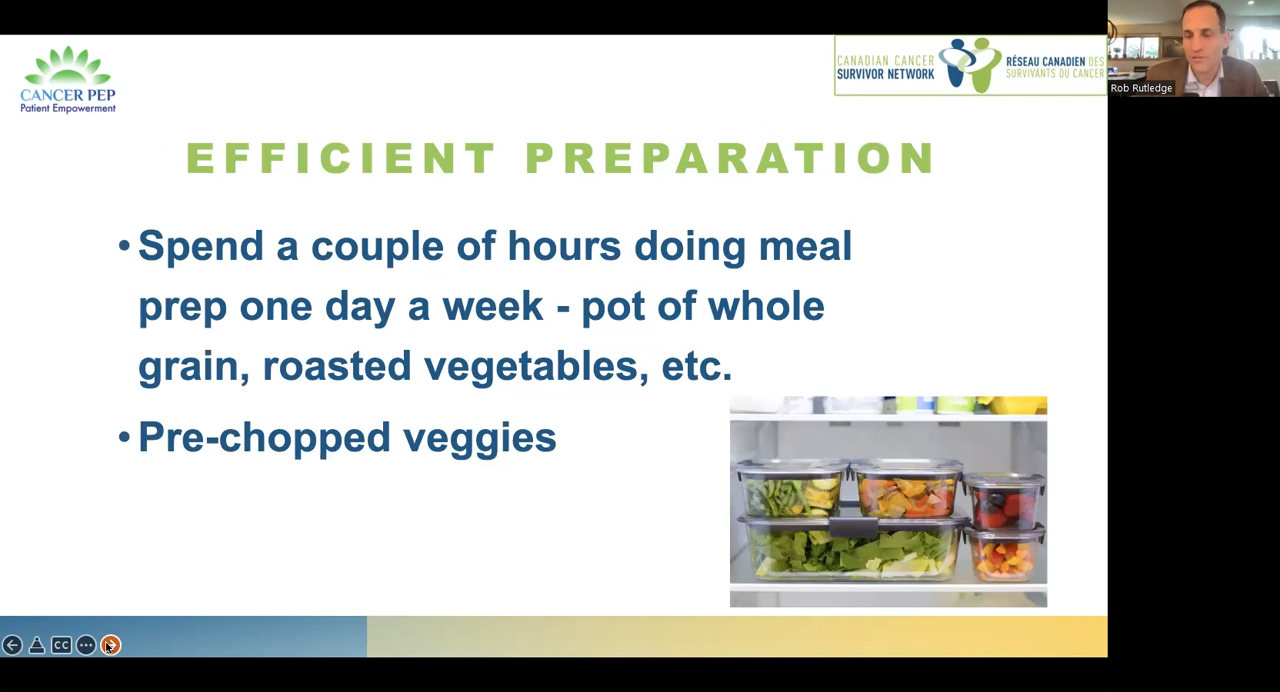 CANCER PEP
Patient Empowerment
CANADIAN CANCER
SURVIVOR NETWORK
RÉSEAU CANADIEN DES
SURVIVANTS DU CANCER
Rob Rutledge
EFFICIENT PREPARATION
• Spend a couple of hours doing meal
prep one day a week - pot of whole
grain, roasted vegetables, etc.
• Pre-chopped veggies
CC